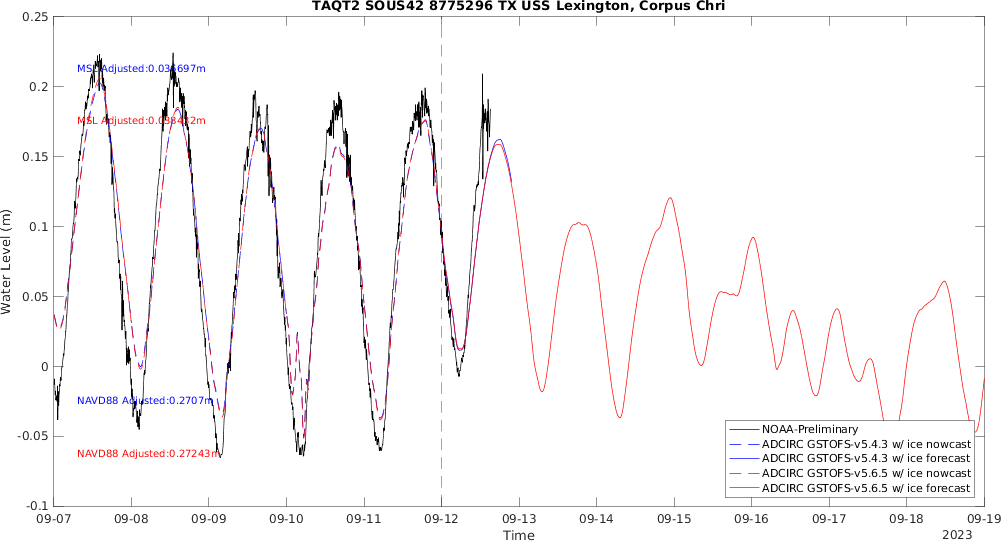 TAQT2 SOUS42 8775296 TX USS Lexington, Corpus Chri
0.25
0.2
0.15
0.1
0.05
0
-0.05
-0.1
Water Level (m)
MSL Adjusted:
MSL Adjusted:
NAVD88 Adjusted:0.2707m
NAVD88 Adjusted:0.27243m
NOAA-Preliminary
ADCIRC GSTOFS-v5.4.3 w/ ice nowcast
ADCIRC GSTOFS-v5.4.3 w/ ice forecast
ADCIRC GSTOFS-v5.6.5 w/ ice nowcast
ADCIRC GSTOFS-v5.6.5 w/ ice forecast
09-07 09-08 09-09 09-10 09-11 09-12 09-13 09-14 09-15 09-16 09-17 09-18 09-19
Time
2023